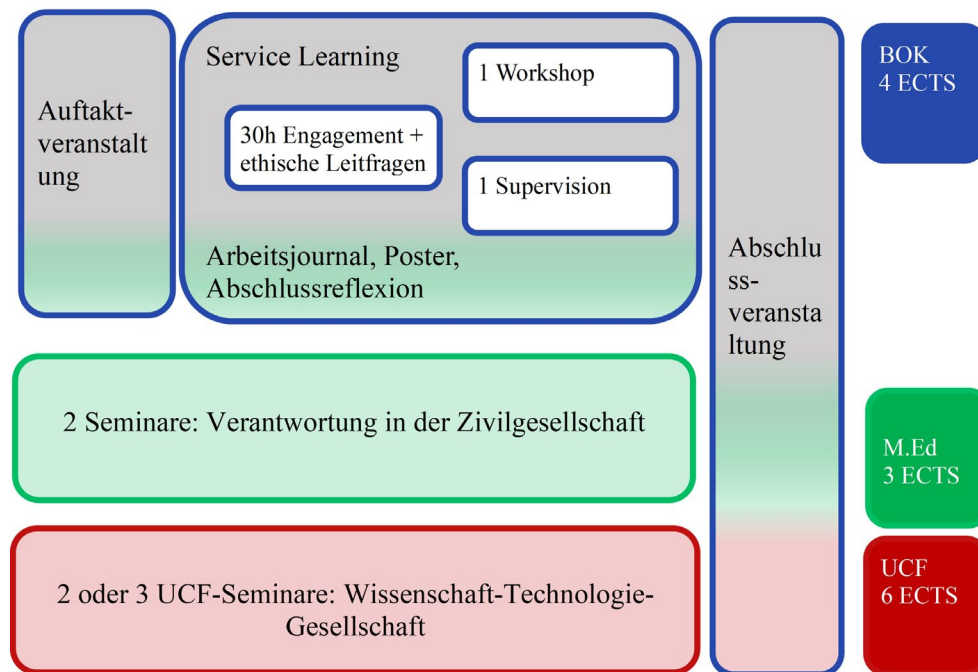 Auftakt-
veranstalt
ung
Service Learning
30h Engagement +
ethische Leitfragen
1 Workshop
1 Supervision
Arbeitsjournal, Poster,
Abschlussreflexion
Abschlu
ss-
veransta
ltung
BOK
4 ECTS
2 Seminare: Verantwortung in der Zivilgesellschaft
M.Ed
3 ECTS
2 oder 3 UCF-Seminare: Wissenschaft-Technologie-
Gesellschaft
UCF
6 ECTS